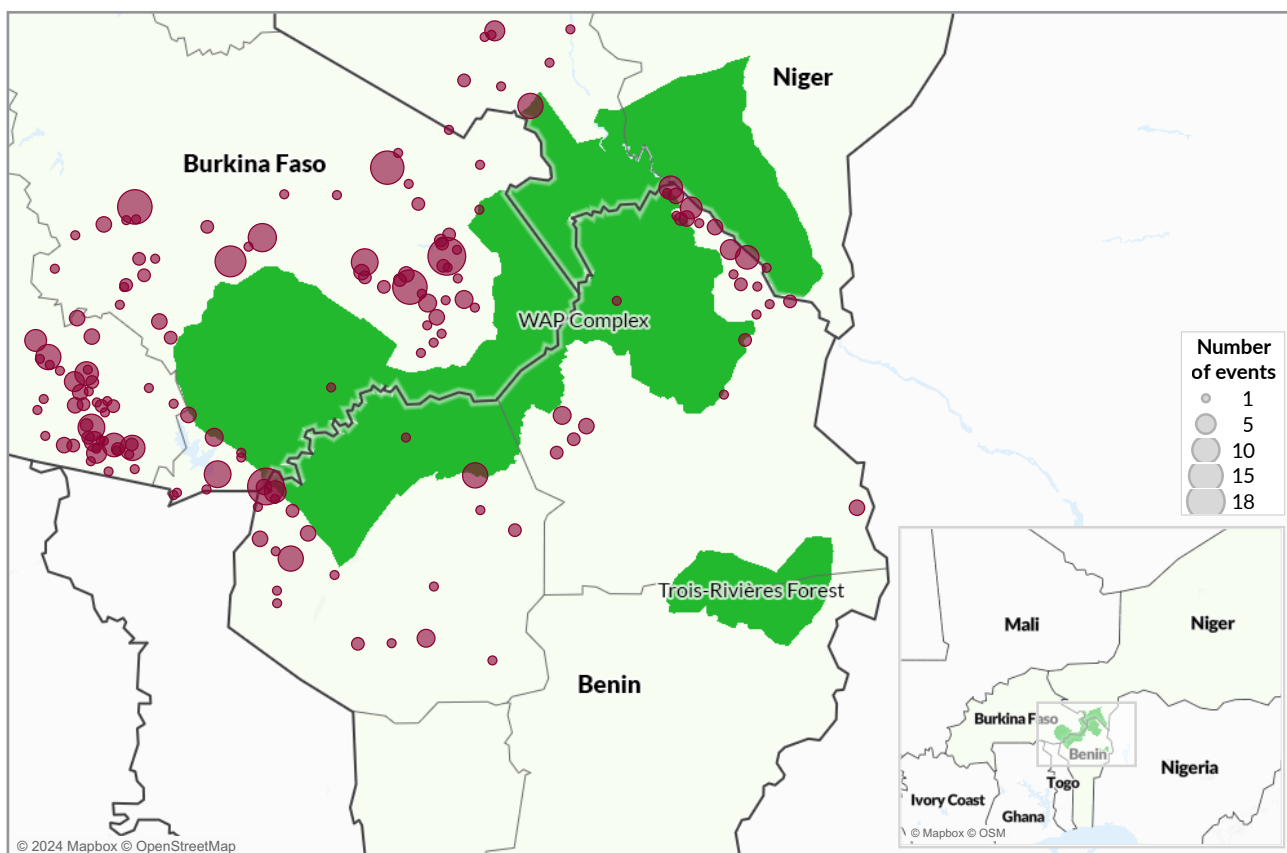 Niger
Burkina Faso
WAP Complex
Number
of events
1
5
10
15
18
Trois-Rivières Forest
Benin
Mali
Niger
Burkina Faso
Benin
Nigeria
Togo
Ivory Coast
Ghana
© Mapbox © OSM
© 2024 Mapbox © OpenStreetMap